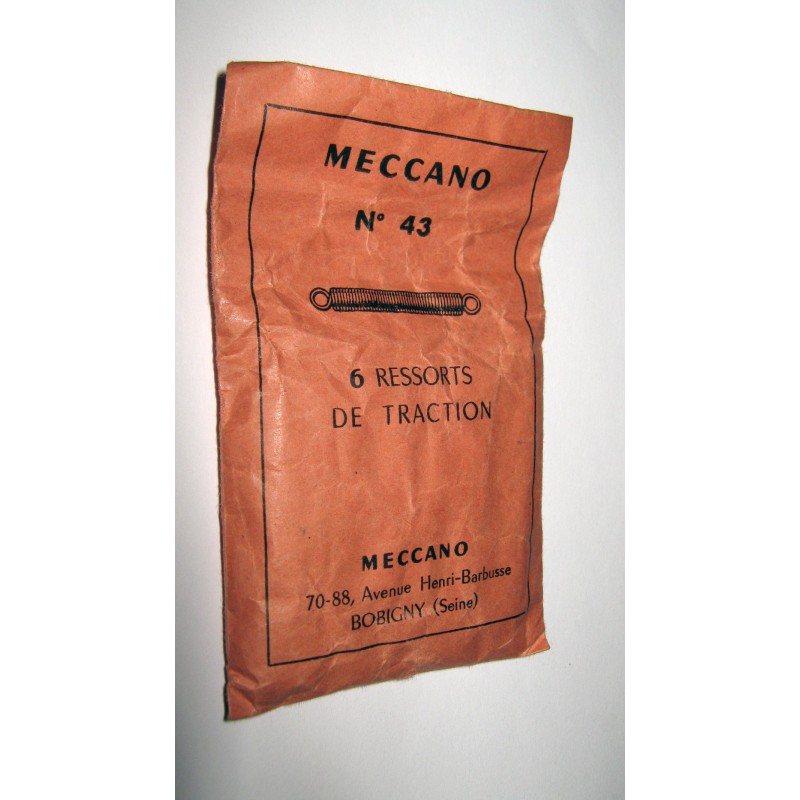 MECCANO
N° 43
6 RESSORTS
DE TRACTION
MECCANO
70-88, Avenue Henri-Barbusse
BOBIGNY (Seine)